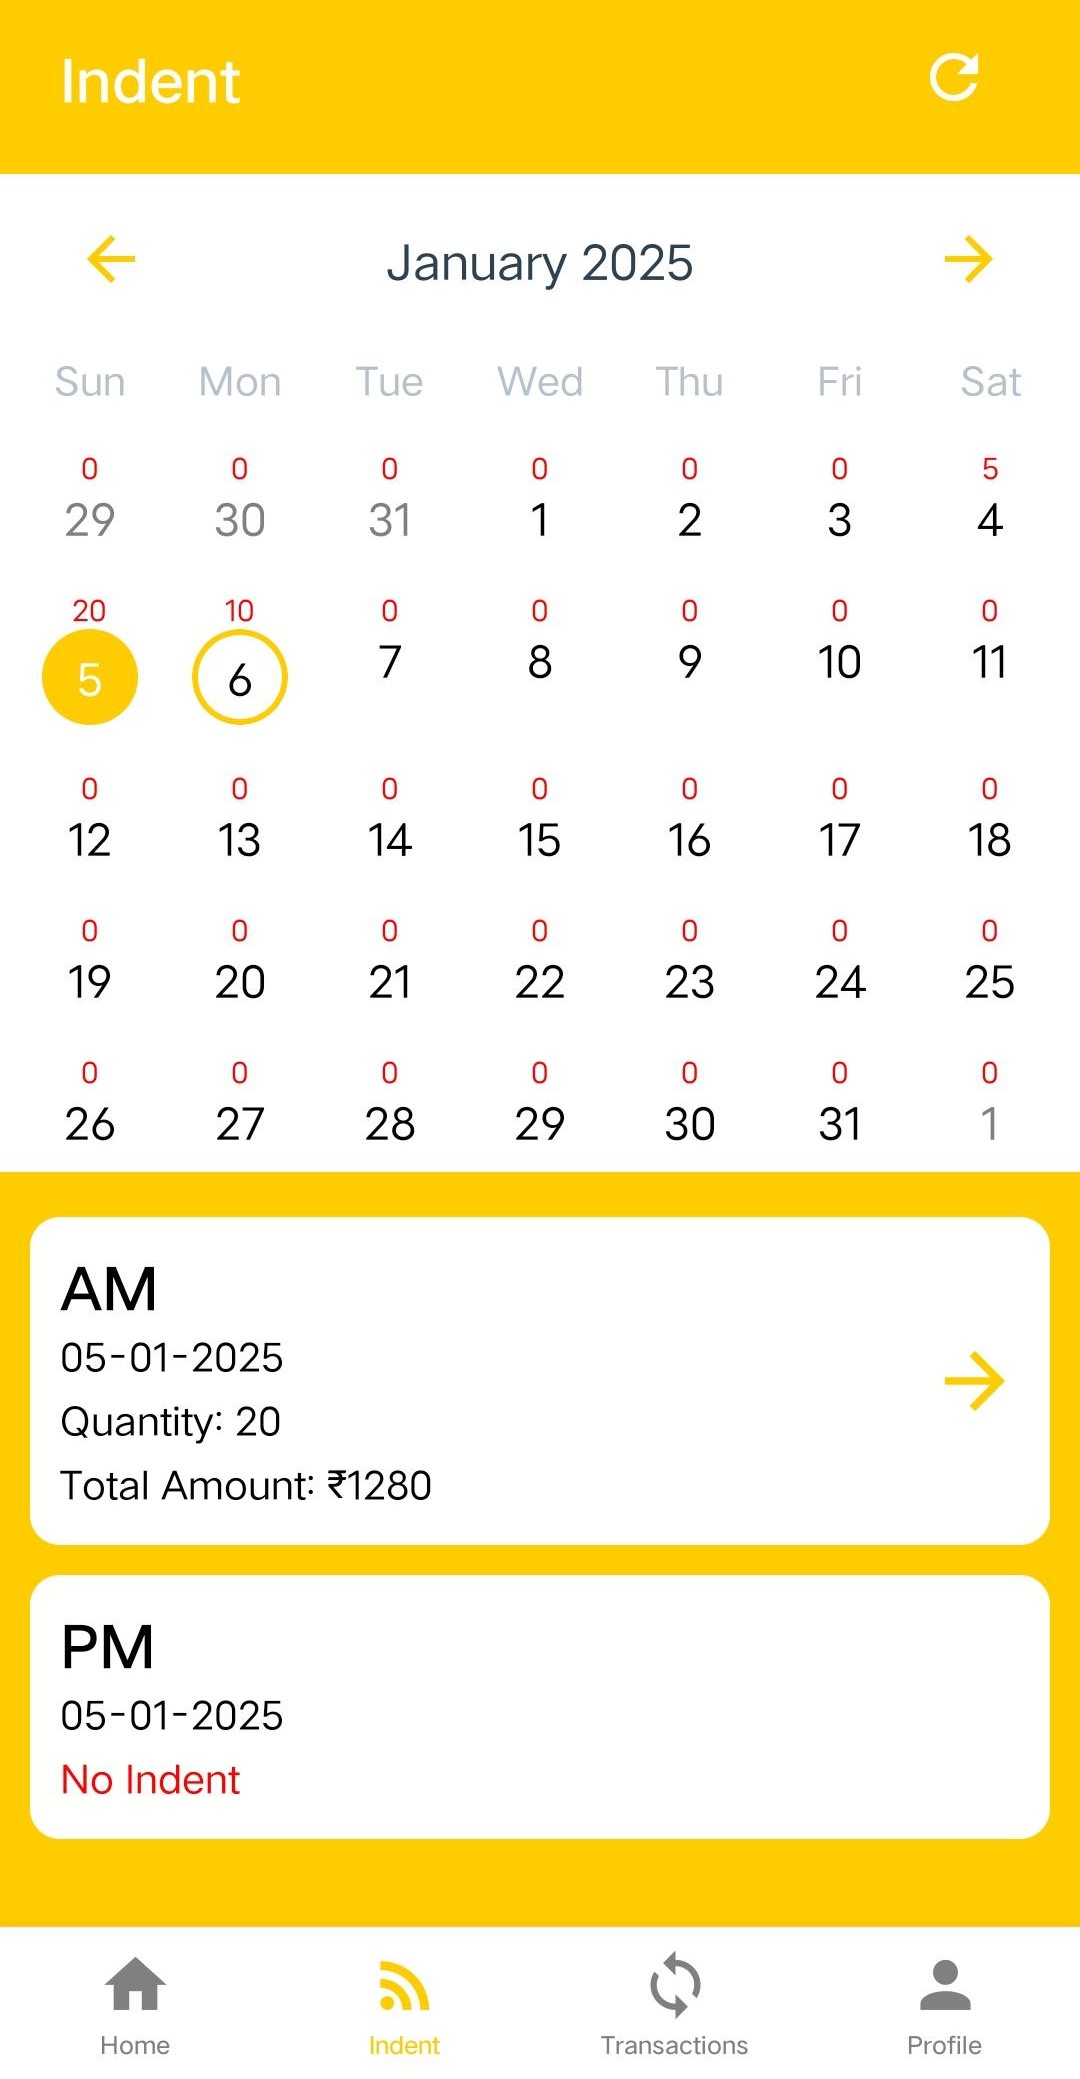 Indent
January 2025
Sun Mon Tue Wed Thu Fri Sat
0 0 0 0 0 0 5
29 30 31 1 2 3 4
20 10 0 0 0 0 0
5 6 7 8 9 10 11
0 0 0 0 0 0 0
12 13 14 15 16 17 18
0 0 0 0 0 0 0
19 20 21 22 23 24 25
0 0 0 0 0 0 0
26 27 28 29 30 31 1
AM
05-01-2025
Quantity: 20
Total Amount: ₹1280
PM
05-01-2025
No Indent
Home Indent Transactions Profile